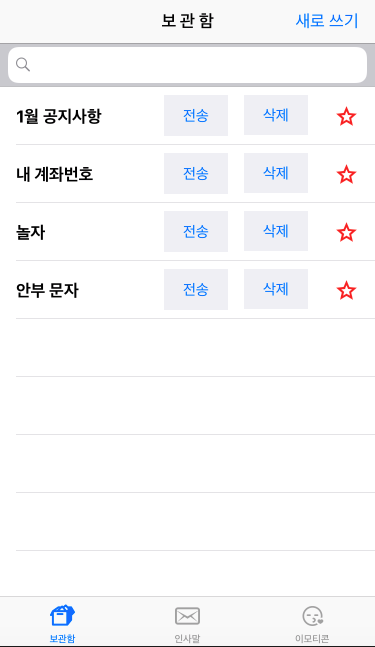 보 관 함 새로 쓰기
1월 공지사항 전송 삭제
내 계좌번호 전송 삭제
놀자 전송 삭제
안부 문자 전송 삭제
보관함 인사말 이모티콘